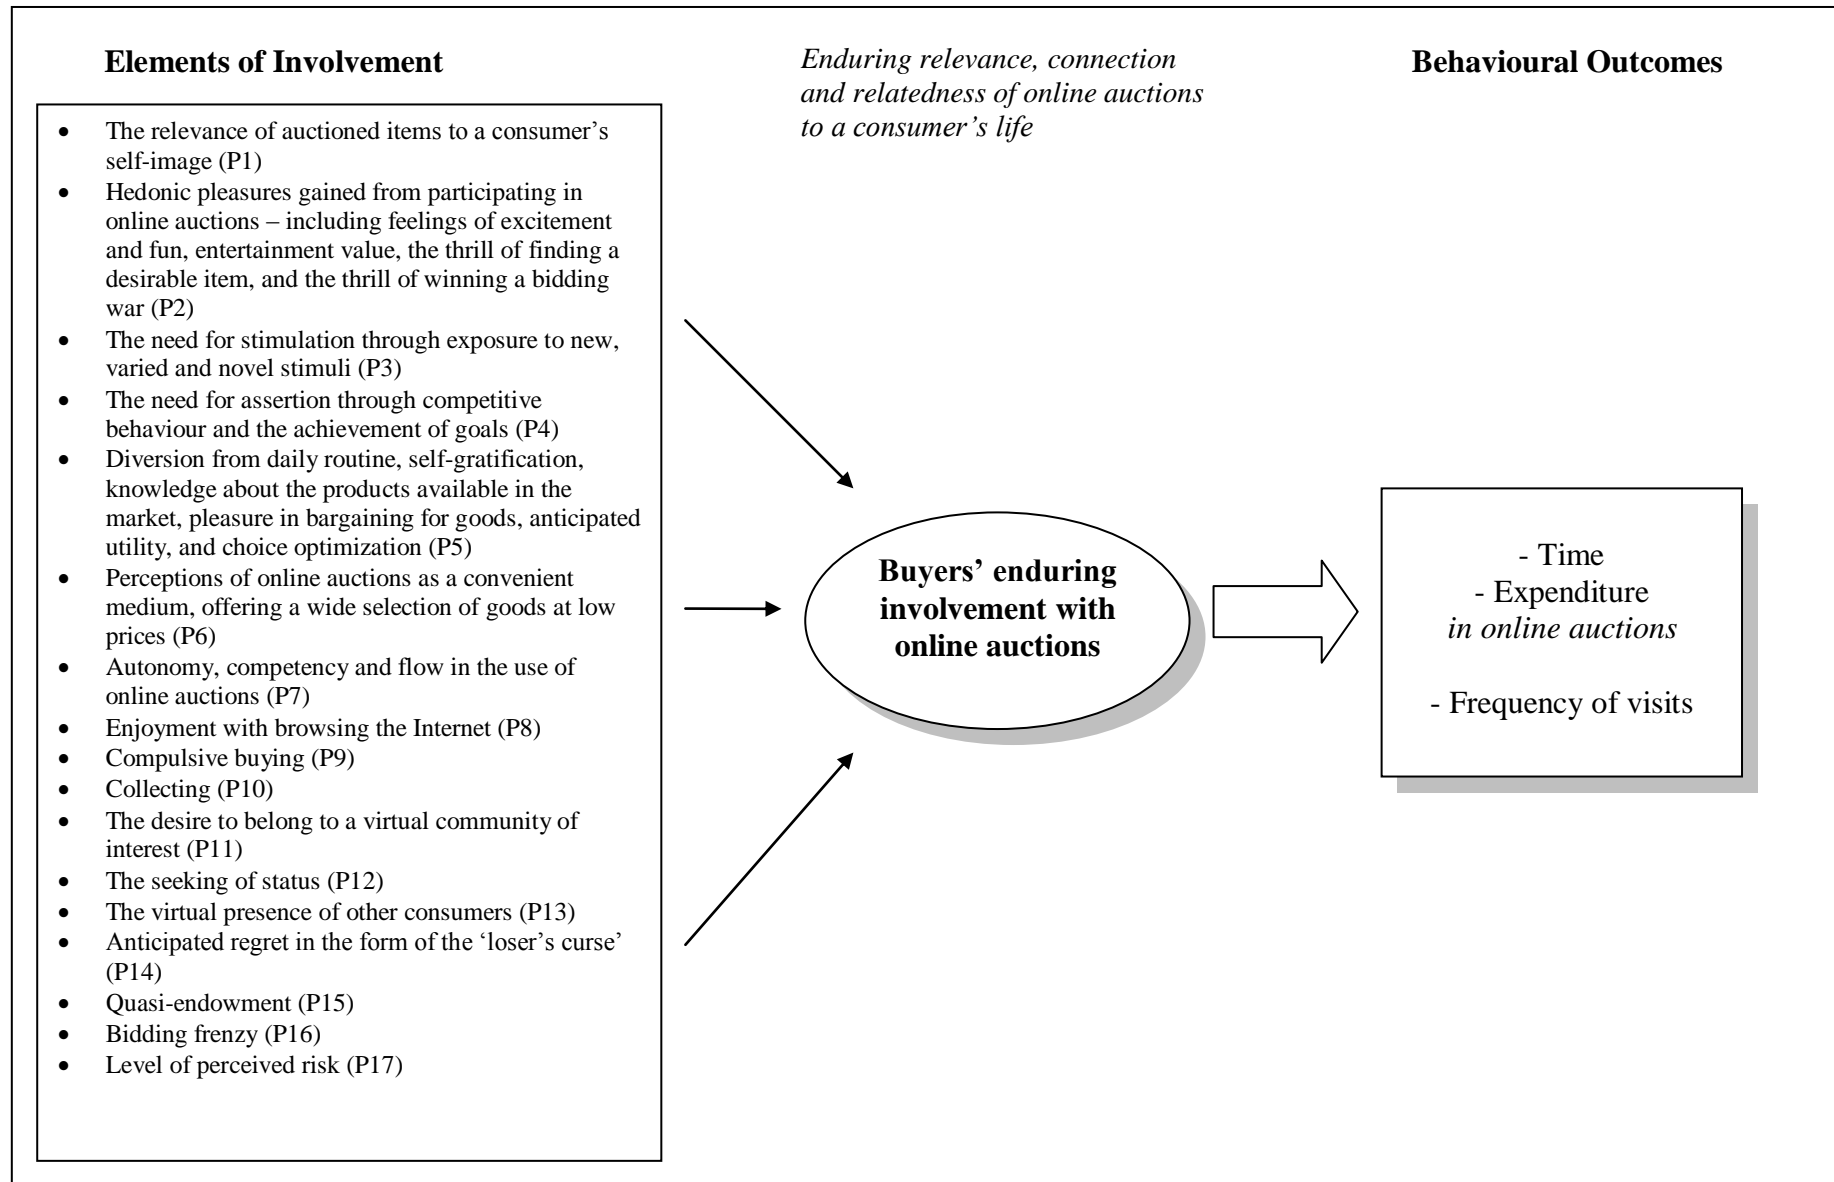 Elements of Involvement
• The relevance of auctioned items to a consumer’s
self-image (P1)
• Hedonic pleasures gained from participating in
online auctions – including feelings of excitement
and fun, entertainment value, the thrill of finding a
desirable item, and the thrill of winning a bidding
war (P2)
• The need for stimulation through exposure to new,
varied and novel stimuli (P3)
• The need for assertion through competitive
behaviour and the achievement of goals (P4)
• Diversion from daily routine, self-gratification,
knowledge about the products available in the
market, pleasure in bargaining for goods, anticipated
utility, and choice optimization (P5)
• Perceptions of online auctions as a convenient
medium, offering a wide selection of goods at low
prices (P6)
• Autonomy, competency and flow in the use of
online auctions (P7)
• Enjoyment with browsing the Internet (P8)
• Compulsive buying (P9)
• Collecting (P10)
• The desire to belong to a virtual community of
interest (P11)
• The seeking of status (P12)
• The virtual presence of other consumers (P13)
• Anticipated regret in the form of the ‘loser’s curse’
(P14)
• Quasi-endowment (P15)
• Bidding frenzy (P16)
• Level of perceived risk (P17)
Enduring relevance, connection
and relatedness of online auctions
to a consumer’s life
Buyers’ enduring
involvement with
online auctions
Behavioural Outcomes
- Time
- Expenditure
in online auctions
- Frequency of visits